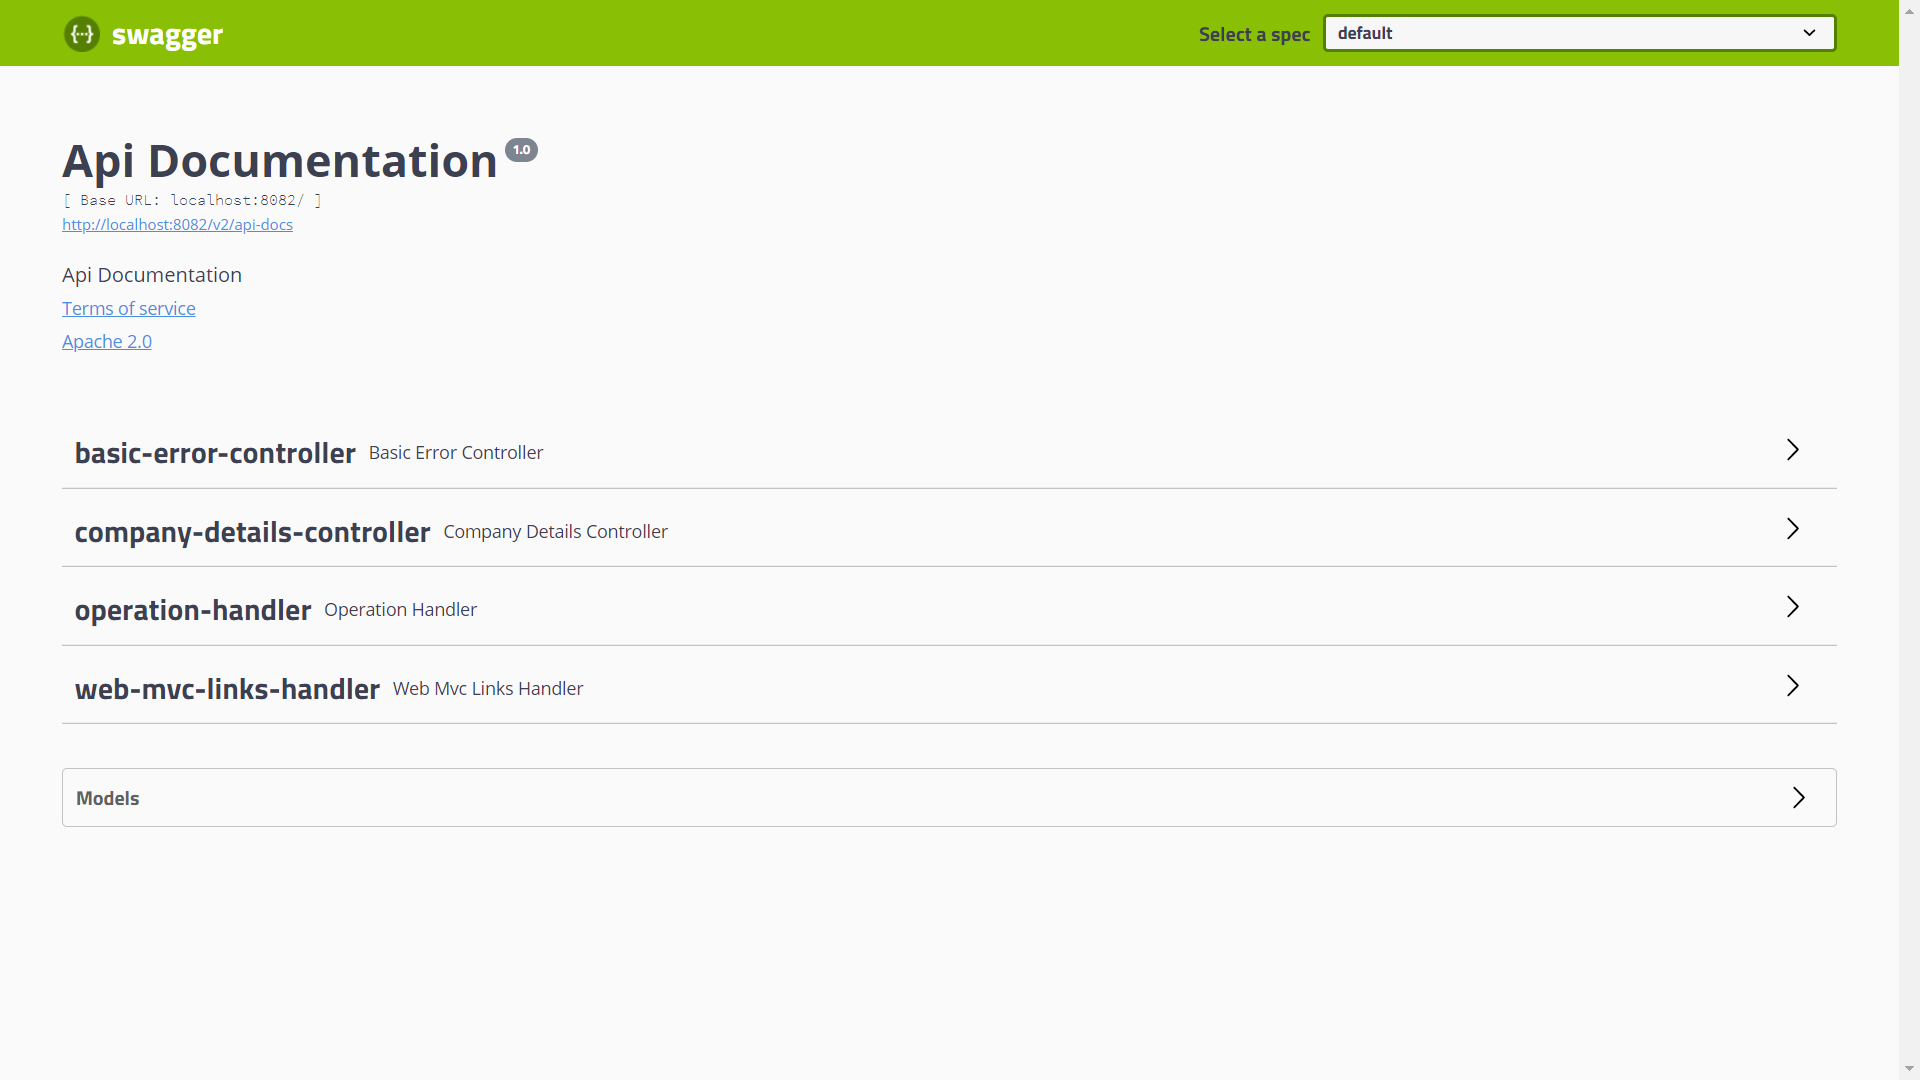 {···} swagger Select a spec default
Api Documentation 1.0
[ Base URL: localhost:8082/ ]
http://localhost:8082/v2/api-docs
Api Documentation
Terms of service
Apache 2.0
basic-error-controller Basic Error Controller
company-details-controller Company Details Controller
operation-handler Operation Handler
web-mvc-links-handler Web Mvc Links Handler
Models